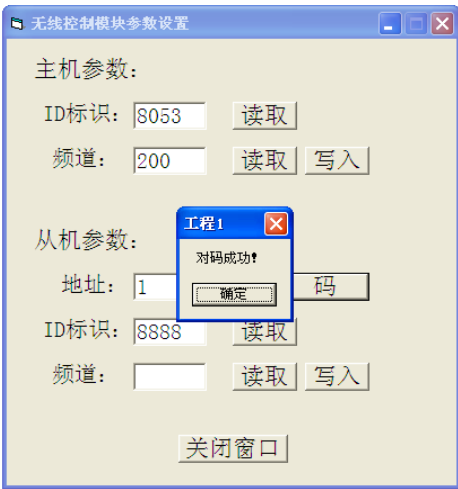 无线控制模块参数设置
主机参数：
ID标识： 8053 读取
频道： 200 读取 写入
从机参数：
工程1
对码成功!
确定
地址： 1 码
ID标识： 8888 读取
频道： 读取 写入
关闭窗口